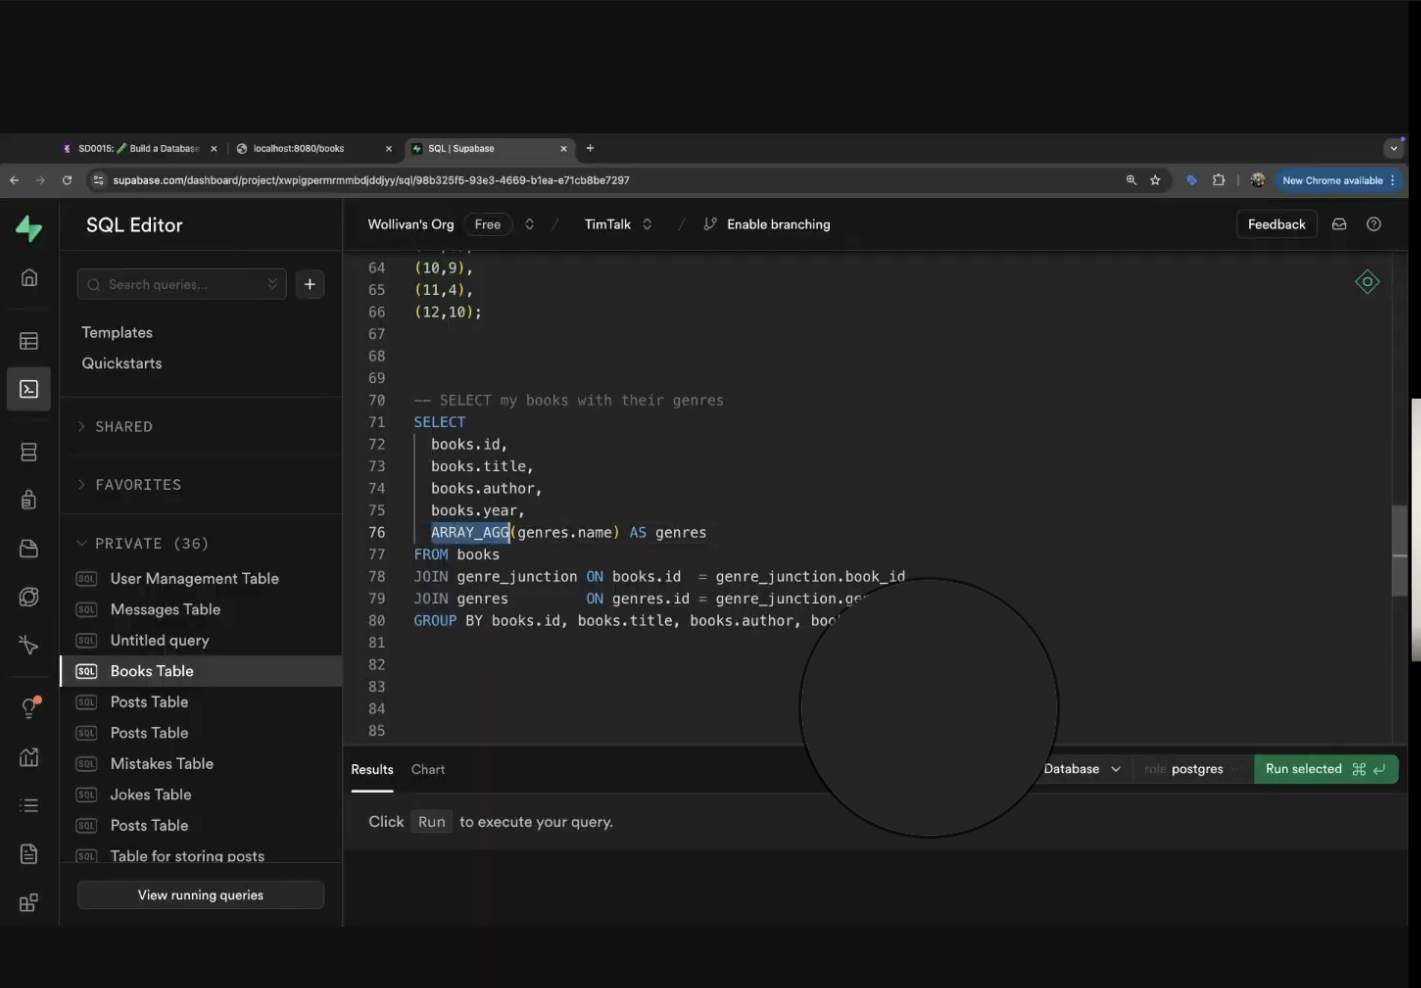 SD0015: Build a Database
localhost:8080/books
SQL | Supabase
supabase.com/dashboard/project/xwpigpermrmmbdjddjyy/sql/98b325f5-93e3-4669-b1ea-e71cb8be7297
New Chrome available
SQL Editor
Wollivan's Org Free / TimTalk / Enable branching
Feedback
Search queries...
Templates
Quickstarts
SHARED
FAVORITES
PRIVATE (36)
SQL User Management Table
SQL Messages Table
SQL Untitled query
SQL Books Table
SQL Posts Table
SQL Posts Table
SQL Mistakes Table
SQL Jokes Table
SQL Posts Table
SQL Table for storing posts
View running queries
64 (10,9),
65 (11,4),
66 (12,10);
67
68
69
70 -- SELECT my books with their genres
71 SELECT
72 books.id,
73 books.title,
74 books.author,
75 books.year,
76 ARRAY_AGG(genres.name) AS genres
77 FROM books
78 JOIN genre_junction ON books.id = genre_junction.book_id
79 JOIN genres ON genres.id = genre_junction.ge
80 GROUP BY books.id, books.title, books.author, boo
81
82
83
84
85
Results Chart
Database
role postgres
Run selected
Click Run to execute your query.